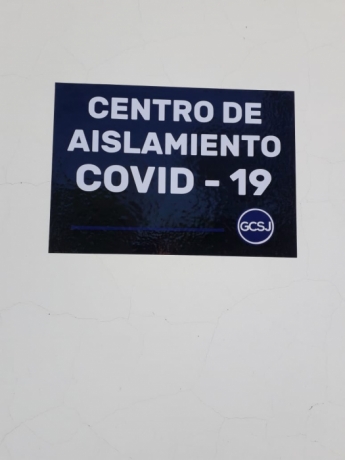 CENTRO DE
AISLAMIENTO
COVID - 19
GCSJ